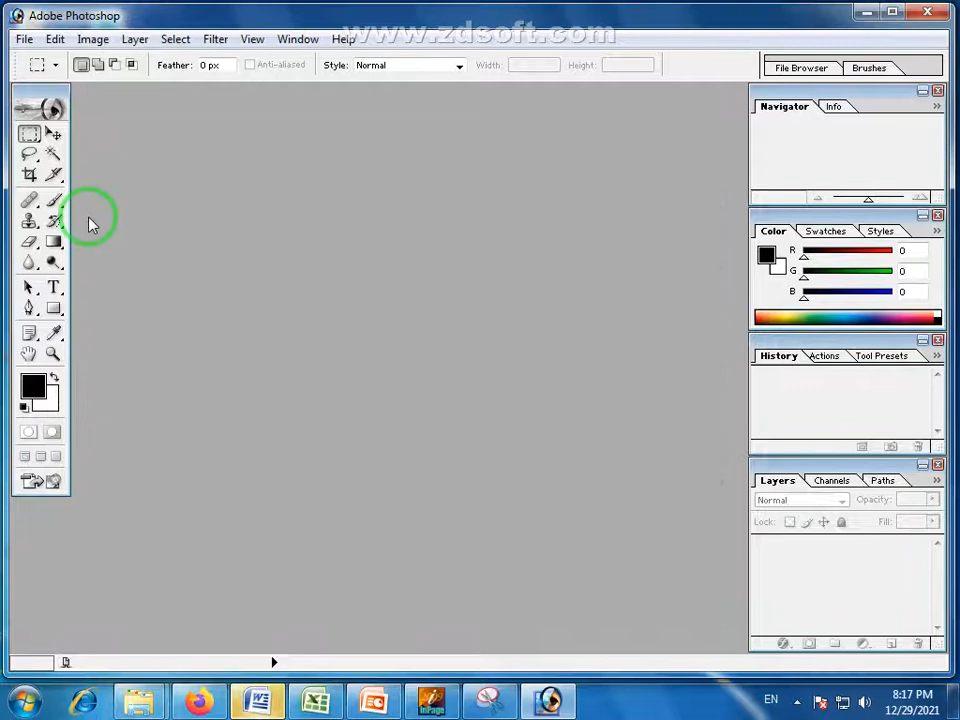 Adobe Photoshop
www.zdsoft.com
File Edit Image Layer Select Filter View Window Help
Feather: 0 px Anti-aliased Style: Normal Width: Height: File Browser Brushes
Navigator Info
Color Swatches Styles
R 0
G 0
B 0
History Actions Tool Presets
Layers Channels Paths
Normal Opacity:
Lock: Fill:
T
EN 8:17 PM
12/29/2021
InPage